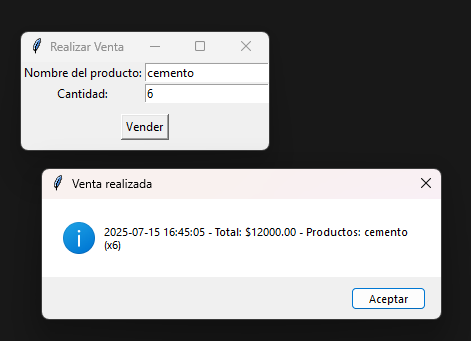 Realizar Venta
Nombre del producto: cemento
Cantidad: 6
Vender
Venta realizada
2025-07-15 16:45:05 - Total: $12000.00 - Productos: cemento
(x6)
Aceptar